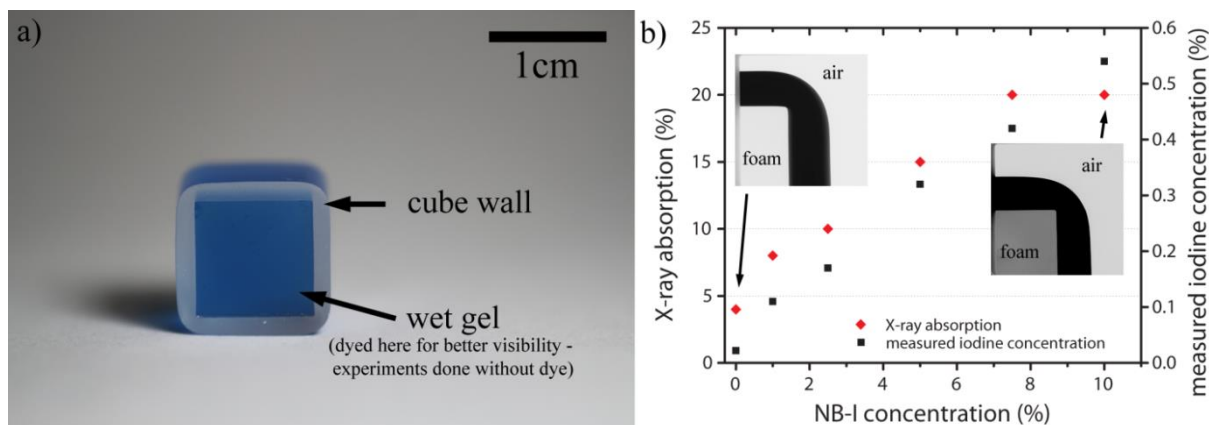 a)
1cm
cube wall
wet gel
(dyed here for better visibility -
experiments done without dye)
b)
25
20
15
10
5
0
X-ray absorption (%)
0.6
0.5
0.4
0.3
0.2
0.1
0.0
measured iodine concentration (%)
air
foam
air
foam
X-ray absorption
measured iodine concentration
0 2 4 6 8 10
NB-I concentration (%)